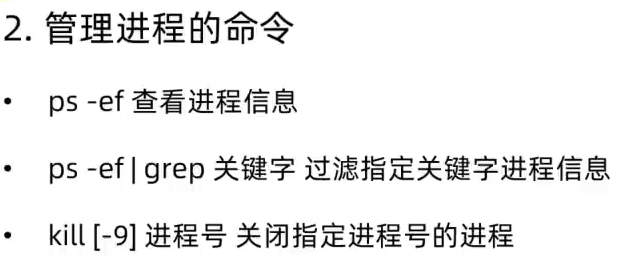 2. 管理进程的命令
• ps -ef 查看进程信息
• ps -ef | grep 关键字 过滤指定关键字进程信息
• kill [-9] 进程号 关闭指定进程号的进程